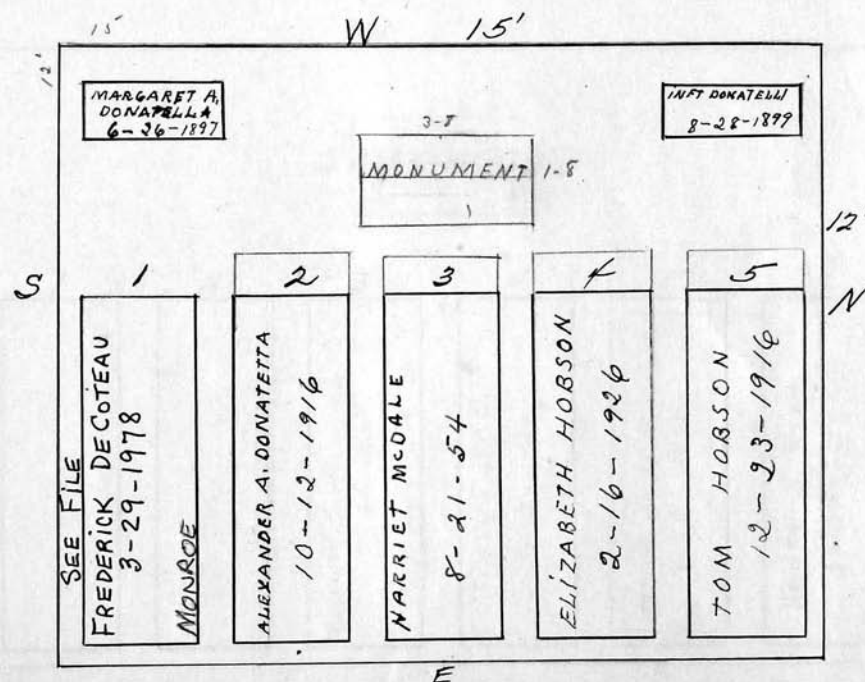 15'
W 15'
12'
MARGARET A.
DONATELLA
6-26-1897
INFT DONATELLI
8-28-1899
3-8
MONUMENT 1-8
12
S
N
1
2
3
4
5
SEE FILE
FREDERICK DECOTEAU
3-29-1978
MONROE
ALEXANDER A. DONATETTA
10-12-1916
HARRIET MCDALE
8-21-54
ELIZABETH HOBSON
2-16-1926
TOM HOBSON
12-23-1916
E